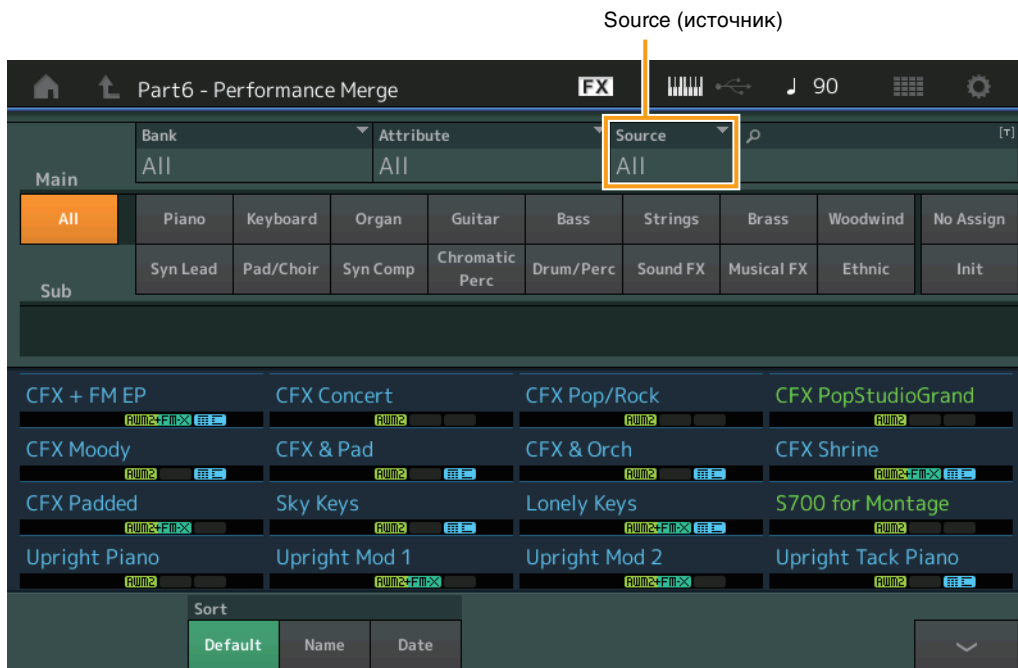 Source (источник)
Part6 - Performance Merge
FX
90
Bank
Attribute
Source
[T]
Main
All
All
All
All
Piano
Keyboard
Organ
Guitar
Bass
Strings
Brass
Woodwind
No Assign
Sub
Syn Lead
Pad/Choir
Syn Comp
Chromatic
Perc
Drum/Perc
Sound FX
Musical FX
Ethnic
Init
CFX + FM EP
CFX Concert
CFX Pop/Rock
CFX PopStudioGrand
AWM2+FM-X
AWM2
AWM2
AWM2
CFX Moody
CFX & Pad
CFX & Orch
CFX Shrine
AWM2
AWM2
AWM2
AWM2+FM-X
CFX Padded
Sky Keys
Lonely Keys
S700 for Montage
AWM2+FM-X
AWM2
AWM2+FM-X
AWM2
Upright Piano
Upright Mod 1
Upright Mod 2
Upright Tack Piano
AWM2
AWM2+FM-X
AWM2+FM-X
AWM2
Sort
Default
Name
Date